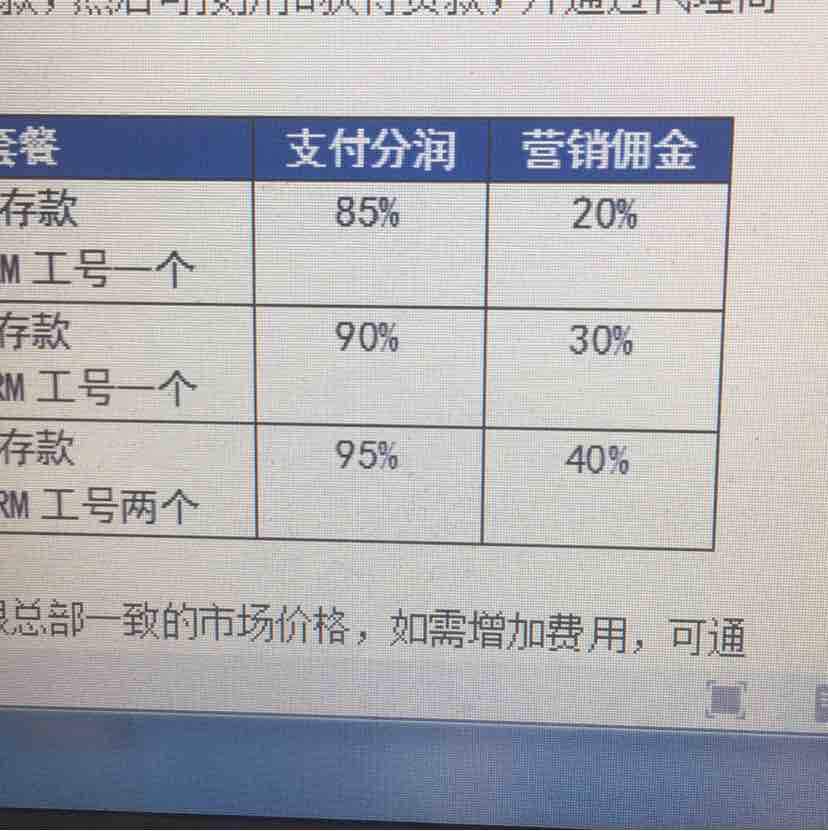 套餐 支付分润 营销佣金
存款 85% 20%
M 工号一个
存款 90% 30%
RM 工号一个
存款 95% 40%
RM 工号两个
总部一致的市场价格，如需增加费用，可通